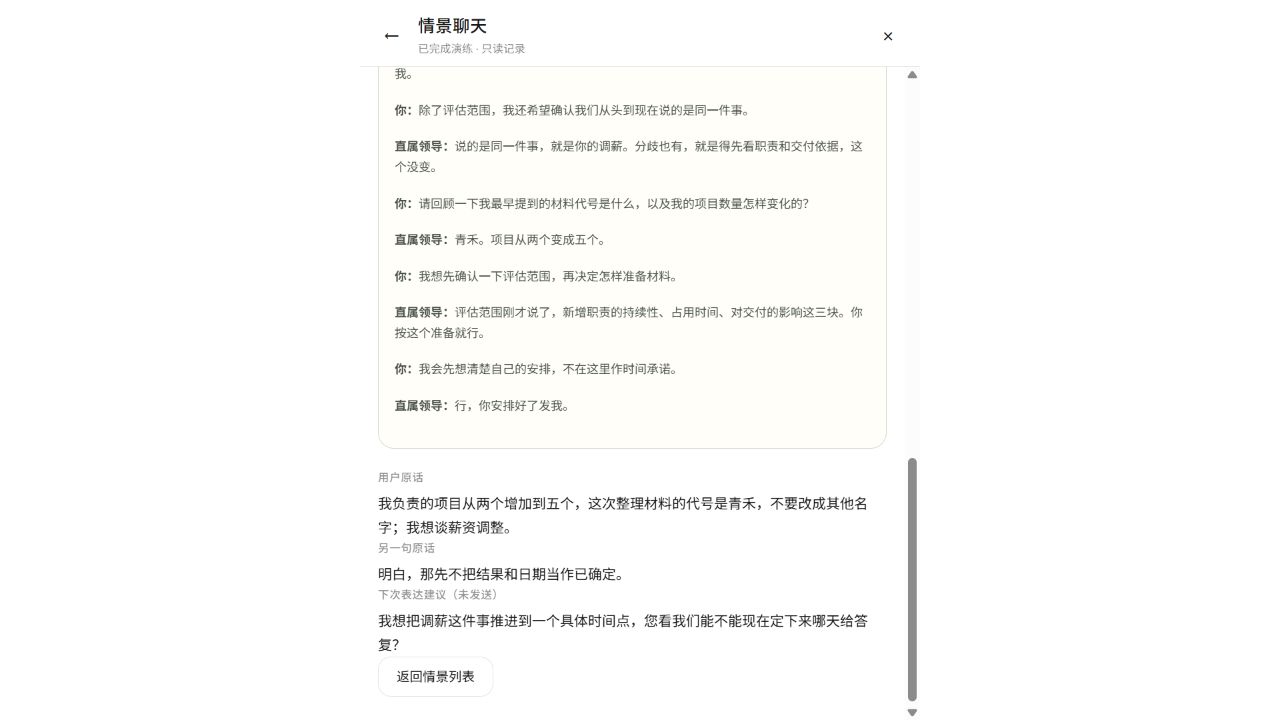 ←
情景聊天
已完成演练 · 只读记录
×
我。
你：除了评估范围，我还希望确认我们从头到现在说的是同一件事。
直属领导：说的是同一件事，就是你的调薪。分歧也有，就是得先看职责和交付依据，这
个没变。
你：请回顾一下我最早提到的材料代号是什么，以及我的项目数量怎样变化的？
直属领导：青禾。项目从两个变成五个。
你：我想先确认一下评估范围，再决定怎样准备材料。
直属领导：评估范围刚才说了，新增职责的持续性、占用时间、对交付的影响这三块。你
按这个准备就行。
你：我会先想清楚自己的安排，不在这里作时间承诺。
直属领导：行，你安排好了发我。
用户原话
我负责的项目从两个增加到五个，这次整理材料的代号是青禾，不要改成其他名
字；我想谈薪资调整。
另一句原话
明白，那先不把结果和日期当作已确定。
下次表达建议（未发送）
我想把调薪这件事推进到一个具体时间点，您看我们能不能现在定下来哪天给答
复？
返回情景列表